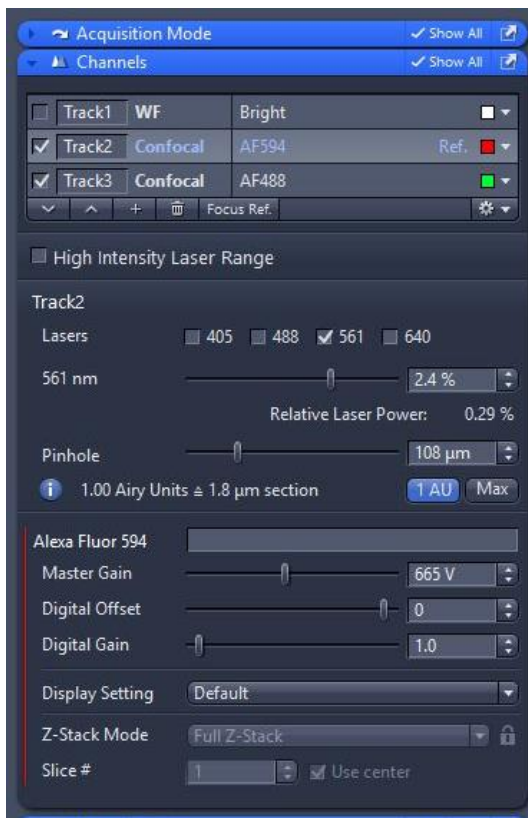 Acquisition Mode Show All
Channels Show All
Track1 WF Bright
Track2 Confocal AF594 Ref.
Track3 Confocal AF488
Focus Ref.
High Intensity Laser Range
Track2
Lasers 405 488 561 640
561 nm 2.4 %
Relative Laser Power: 0.29 %
Pinhole 108 µm
1.00 Airy Units ≙ 1.8 µm section 1 AU Max
Alexa Fluor 594
Master Gain 665 V
Digital Offset 0
Digital Gain 1.0
Display Setting Default
Z-Stack Mode Full Z-Stack
Slice # 1 Use center